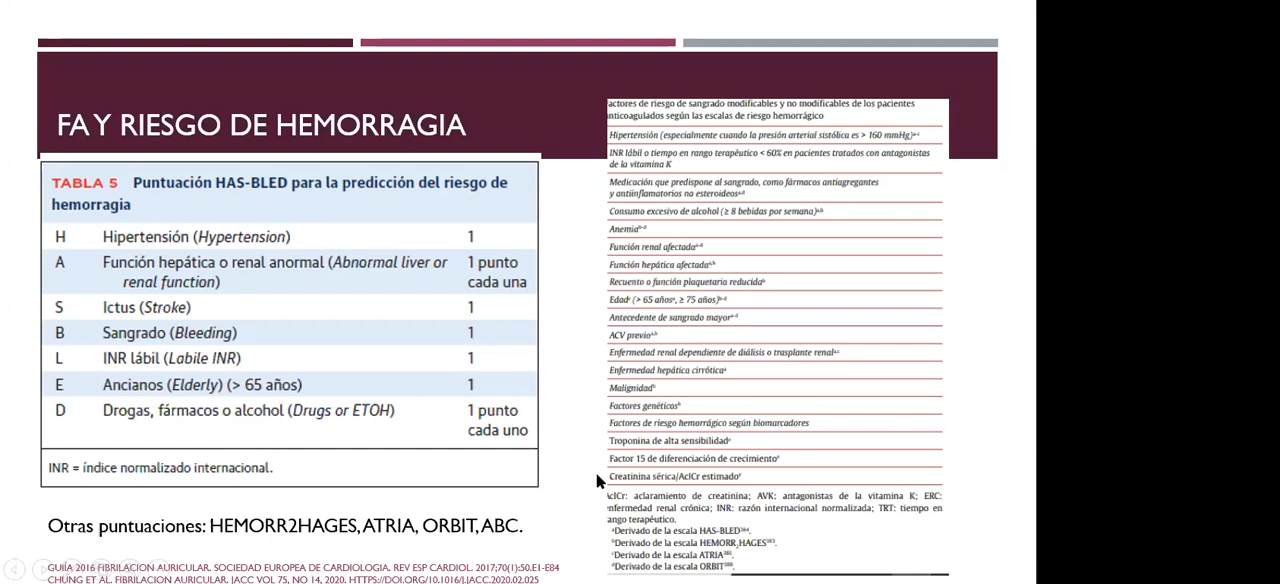 FA Y RIESGO DE HEMORRAGIA
TABLA 5 Puntuación HAS-BLED para la predicción del riesgo de
hemorragia
H Hipertensión (Hypertension) 1
A Función hepática o renal anormal (Abnormal liver or 1 punto
renal function) cada una
S Ictus (Stroke) 1
B Sangrado (Bleeding) 1
L INR lábil (Labile INR) 1
E Ancianos (Elderly) (> 65 años) 1
D Drogas, fármacos o alcohol (Drugs or ETOH) 1 punto
cada uno
INR = índice normalizado internacional.
Otras puntuaciones: HEMORR2HAGES, ATRIA, ORBIT, ABC.
actores de riesgo de sangrado modificables y no modificables de los pacientes
nticoagulados según las escalas de riesgo hemorrágico
Hipertensión (especialmente cuando la presión arterial sistólica es > 160 mmHg)
INR lábil o tiempo en rango terapéutico < 60% en pacientes tratados con antagonistas
de la vitamina K
Medicación que predispone al sangrado, como fármacos antiagregantes
y antiinflamatorios no esteroideos
Consumo excesivo de alcohol (≥ 8 bebidas por semana)
Anemia
Función renal afectada
Función hepática afectada
Recuento o función plaquetaria reducida
Edad (> 65 años, ≥ 75 años)
Antecedente de sangrado mayor
ACV previo
Enfermedad renal dependiente de diálisis o trasplante renal
Enfermedad hepática cirrótica
Malignidad
Factores genéticos
Factores de riesgo hemorrágico según biomarcadores
Troponina de alta sensibilidad
Factor 15 de diferenciación de crecimiento
Creatinina sérica/AclCr estimado
AclCr: aclaramiento de creatinina; AVK: antagonistas de la vitamina K; ERC:
nfermedad renal crónica; INR: razón internacional normalizada; TRT: tiempo en
ango terapéutico.
Derivado de la escala HAS-BLED
Derivado de la escala HEMORR₂HAGES
Derivado de la escala ATRIA
Derivado de la escala ORBIT
GUÍA 2016 FIBRILACION AURICULAR. SOCIEDAD EUROPEA DE CARDIOLOGIA. REV ESP CARDIOL. 2017;70(1):50.E1-E84
CHUNG ET AL. FIBRILACION AURICULAR. JACC VOL 75, NO 14, 2020. HTTPS://DOI.ORG/10.1016/J.JACC.2020.02.025